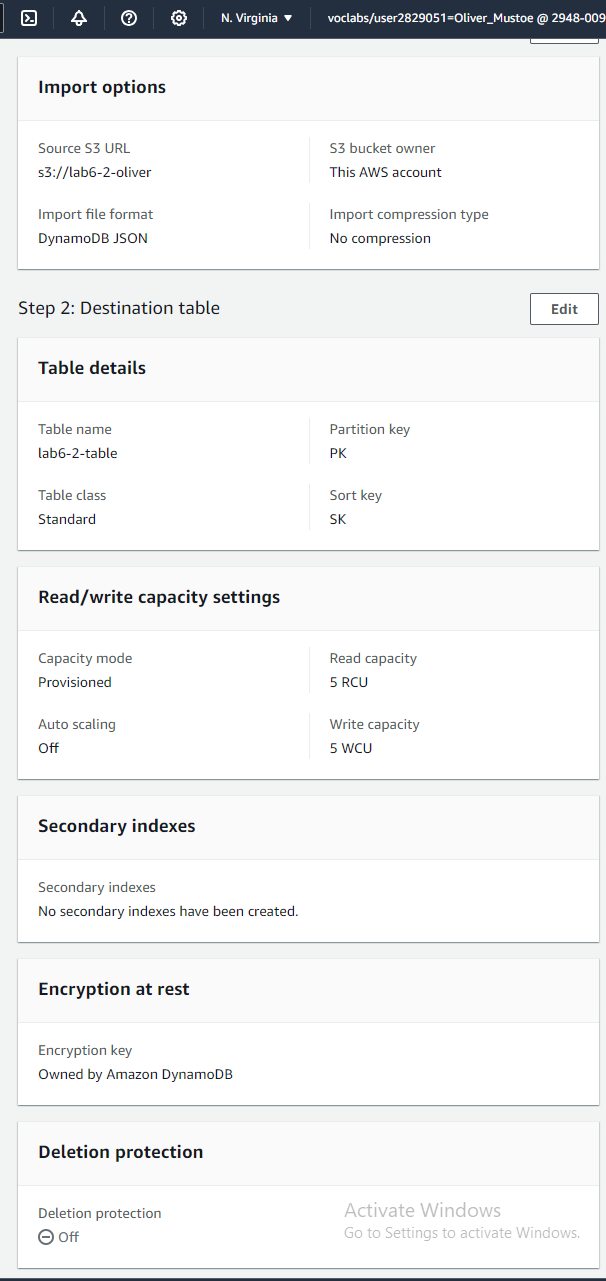 N. Virginia ▼ voclabs/user2829051=Oliver_Mustoe @ 2948-009
Import options
Source S3 URL
s3://lab6-2-oliver
S3 bucket owner
This AWS account
Import file format
DynamoDB JSON
Import compression type
No compression
Step 2: Destination table
Edit
Table details
Table name
lab6-2-table
Partition key
PK
Table class
Standard
Sort key
SK
Read/write capacity settings
Capacity mode
Provisioned
Read capacity
5 RCU
Auto scaling
Off
Write capacity
5 WCU
Secondary indexes
Secondary indexes
No secondary indexes have been created.
Encryption at rest
Encryption key
Owned by Amazon DynamoDB
Deletion protection
Deletion protection
Off
Activate Windows
Go to Settings to activate Windows.